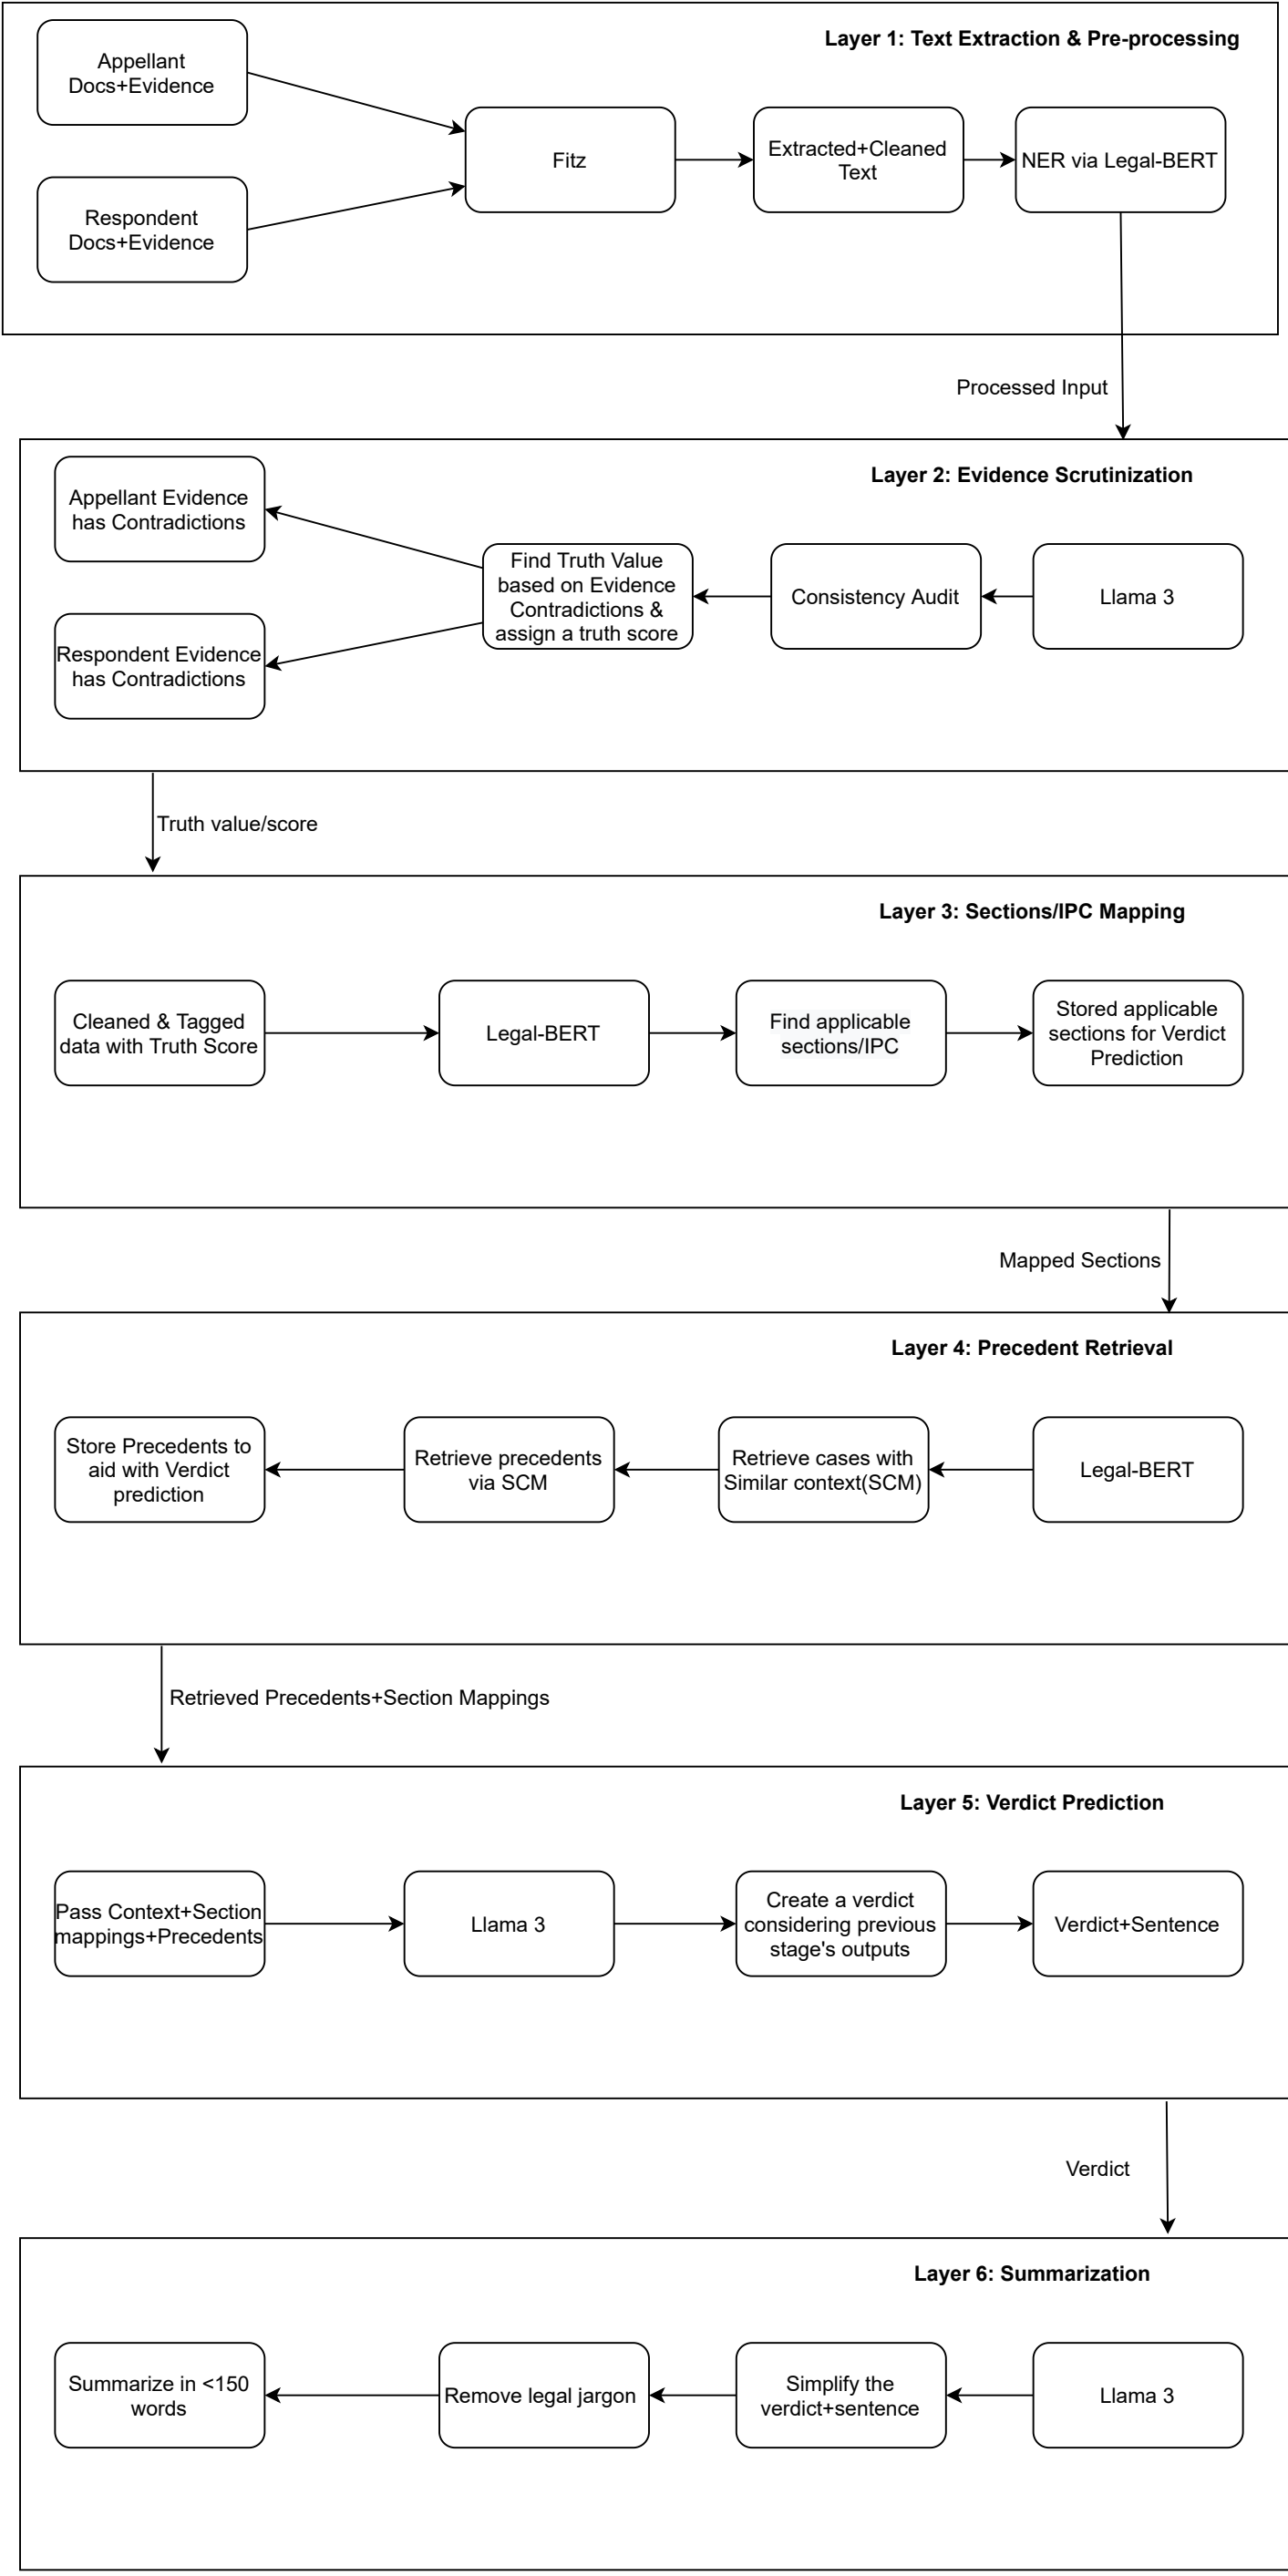 Layer 1: Text Extraction & Pre-processing
Appellant
Docs+Evidence
Respondent
Docs+Evidence
Fitz
Extracted+Cleaned
Text
NER via Legal-BERT
Processed Input
Layer 2: Evidence Scrutinization
Appellant Evidence
has Contradictions
Respondent Evidence
has Contradictions
Find Truth Value
based on Evidence
Contradictions &
assign a truth score
Consistency Audit
Llama 3
Truth value/score
Layer 3: Sections/IPC Mapping
Cleaned & Tagged
data with Truth Score
Legal-BERT
Find applicable
sections/IPC
Stored applicable
sections for Verdict
Prediction
Mapped Sections
Layer 4: Precedent Retrieval
Store Precedents to
aid with Verdict
prediction
Retrieve precedents
via SCM
Retrieve cases with
Similar context(SCM)
Legal-BERT
Retrieved Precedents+Section Mappings
Layer 5: Verdict Prediction
Pass Context+Section
mappings+Precedents
Llama 3
Create a verdict
considering previous
stage's outputs
Verdict+Sentence
Verdict
Layer 6: Summarization
Summarize in <150
words
Remove legal jargon
Simplify the
verdict+sentence
Llama 3